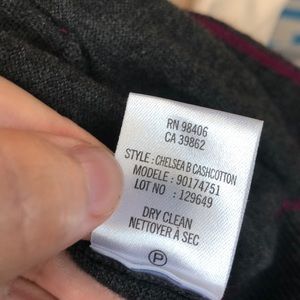 RN 98406
CA 39862
STYLE : CHELSEA B CASHCOTTON
MODELE : 90174751
LOT NO : 129649
DRY CLEAN
NETTOYER À SEC
P